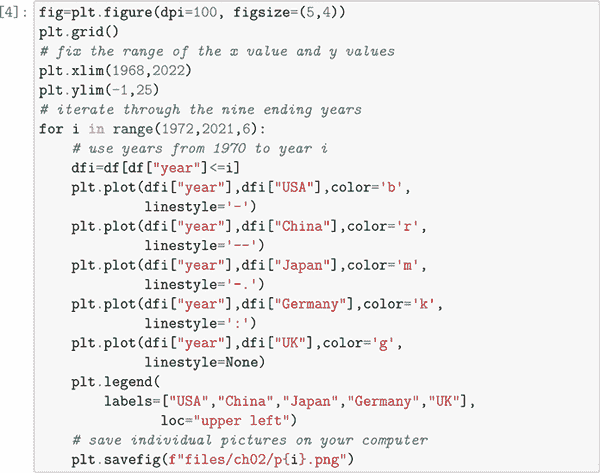 [4]: fig=plt.figure(dpi=100, figsize=(5,4))
plt.grid()
# fix the range of the x value and y values
plt.xlim(1968,2022)
plt.ylim(-1,25)
# iterate through the nine ending years
for i in range(1972,2021,6):
    # use years from 1970 to year i
    dfi=df[df["year"]<=i]
    plt.plot(dfi["year"],dfi["USA"],color='b',
            linestyle='-')
    plt.plot(dfi["year"],dfi["China"],color='r',
            linestyle='--')
    plt.plot(dfi["year"],dfi["Japan"],color='m',
            linestyle='-.')
    plt.plot(dfi["year"],dfi["Germany"],color='k',
            linestyle=':')
    plt.plot(dfi["year"],dfi["UK"],color='g',
            linestyle=None)
    plt.legend(
        labels=["USA","China","Japan","Germany","UK"],
              loc="upper left")
    # save individual pictures on your computer
    plt.savefig(f"files/ch02/p{i}.png")